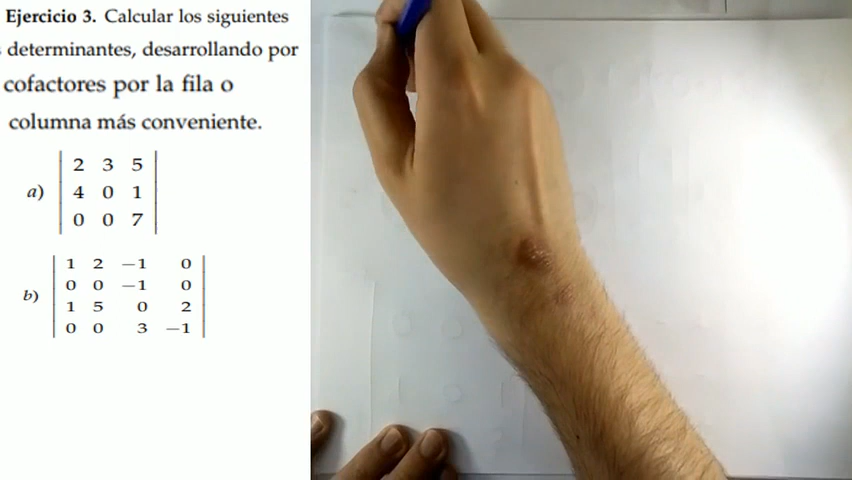 Ejercicio 3. Calcular los siguientes
determinantes, desarrollando por
cofactores por la fila o
columna más conveniente.
a) | 2 3 5 |
| 4 0 1 |
| 0 0 7 |
b) | 1 2 −1 0 |
| 0 0 −1 0 |
| 1 5 0 2 |
| 0 0 3 −1 |